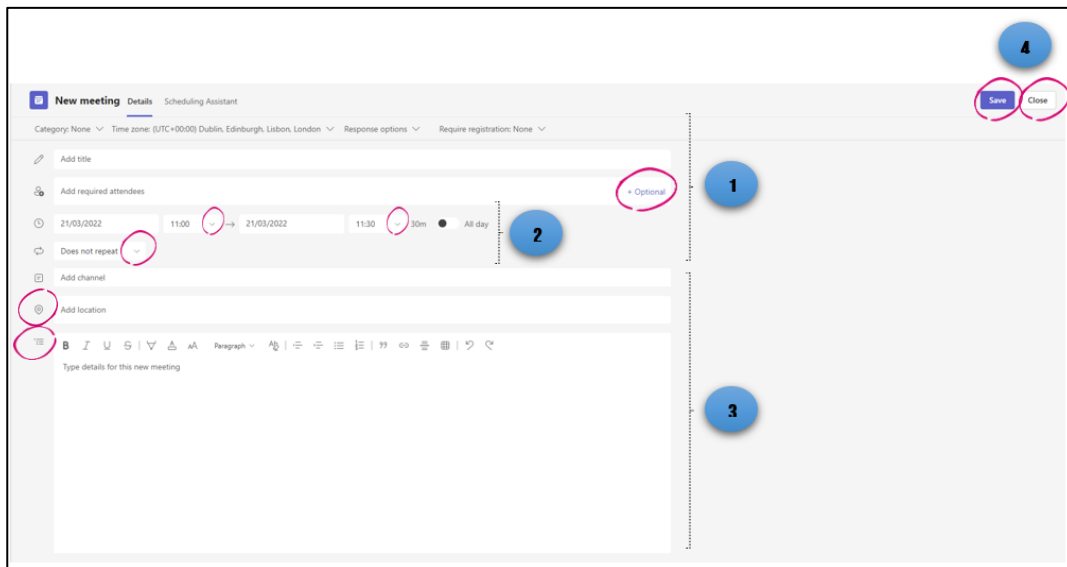 4
New meeting Details Scheduling Assistant Save Close
Category: None Time zone: (UTC+00:00) Dublin, Edinburgh, Lisbon, London Response options Require registration: None
Add title
Add required attendees + Optional
1
21/03/2022 11:00 → 21/03/2022 11:30 30m All day
2
Does not repeat
Add channel
Add location
B I U S A AA Paragraph
Type details for this new meeting
3